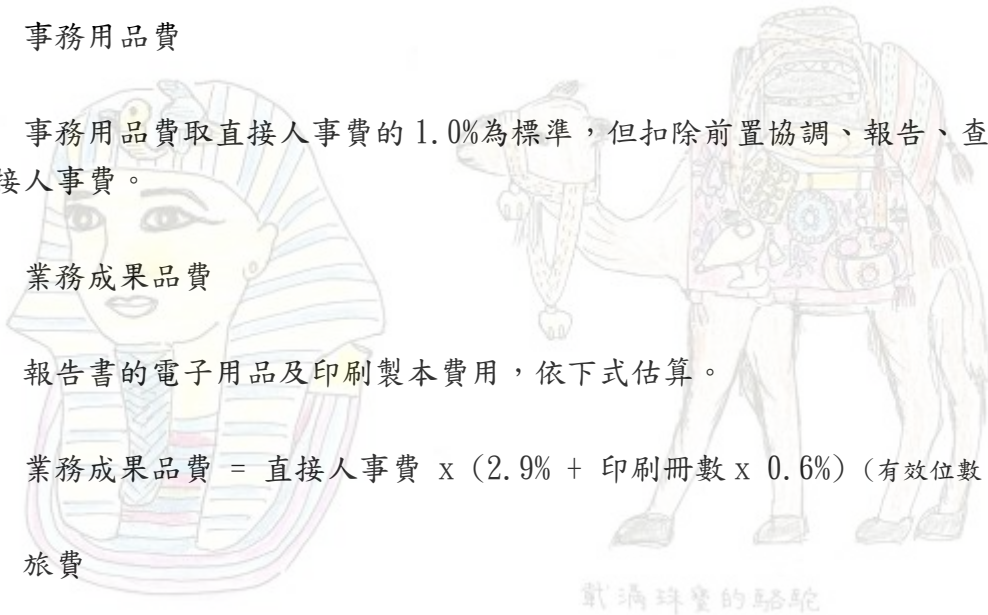 事務用品費
事務用品費取直接人事費的 1.0%為標準，但扣除前置協調、報告、查
接人事費。
業務成果品費
報告書的電子用品及印刷製本費用，依下式估算。
業務成果品費 = 直接人事費 x (2.9% + 印刷冊數 x 0.6%) (有效位數
旅費
戴滿珠寶的駱駝